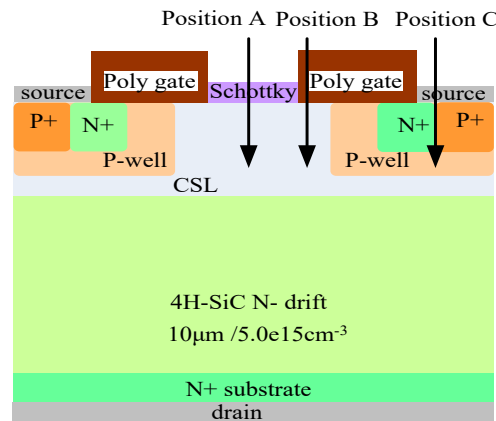 Position A Position B Position C
Poly gate Poly gate
source Schottky source
P+ N+ N+ P+
P-well P-well
CSL
4H-SiC N- drift
10μm /5.0e15cm⁻³
N+ substrate
drain